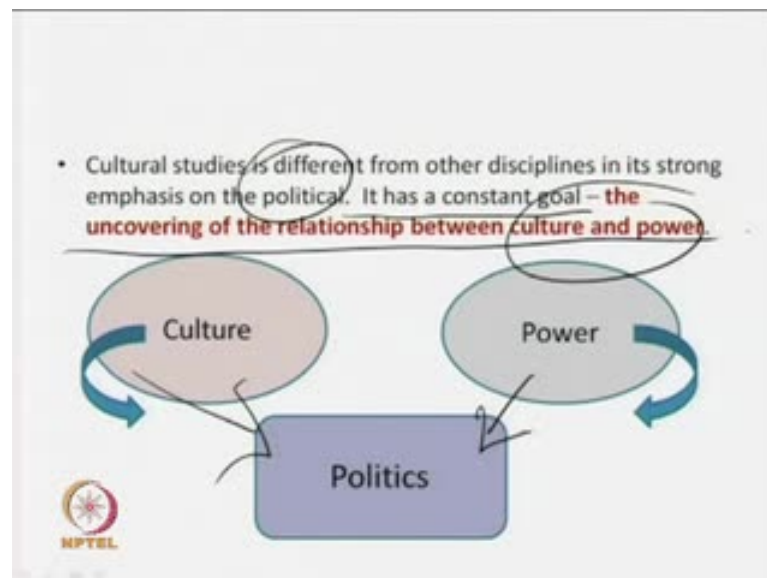 • Cultural studies is different from other disciplines in its strong
emphasis on the political. It has a constant goal – the
uncovering of the relationship between culture and power.
Culture
Power
Politics
NPTEL